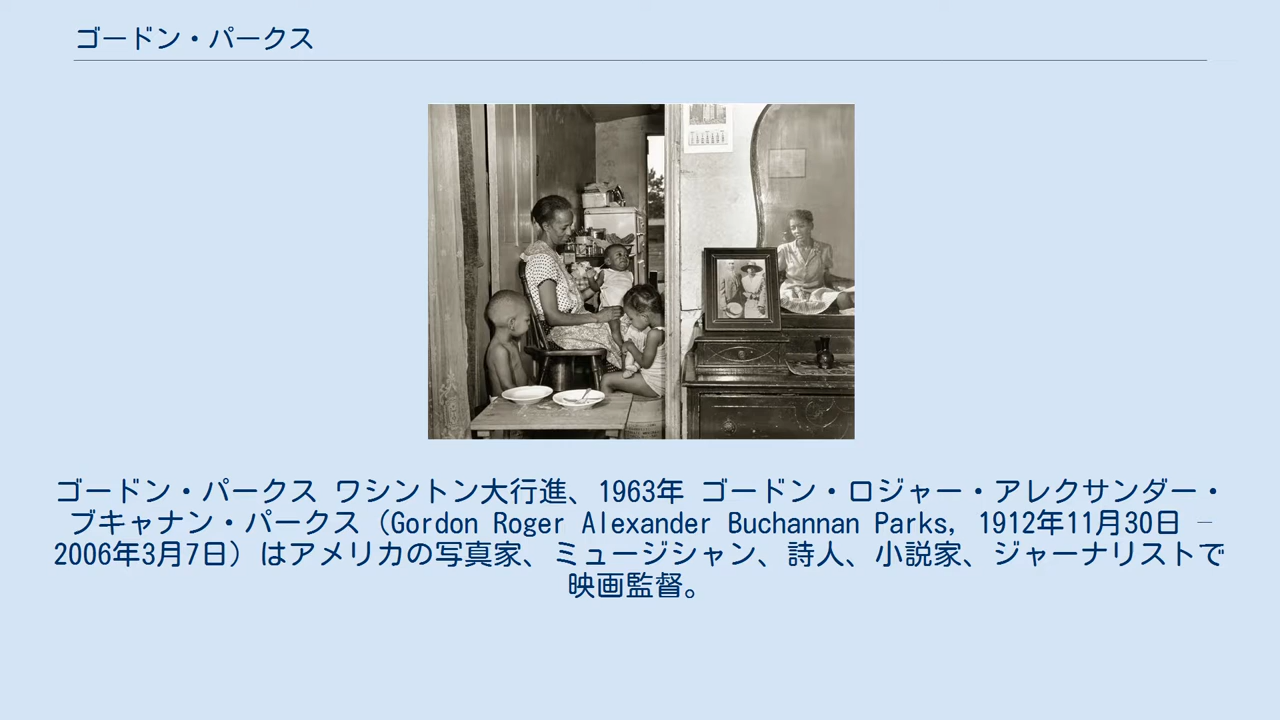 ゴードン・パークス
ゴードン・パークス ワシントン大行進、1963年 ゴードン・ロジャー・アレクサンダー・
ブキャナン・パークス（Gordon Roger Alexander Buchannan Parks, 1912年11月30日 –
2006年3月7日）はアメリカの写真家、ミュージシャン、詩人、小説家、ジャーナリストで
映画監督。